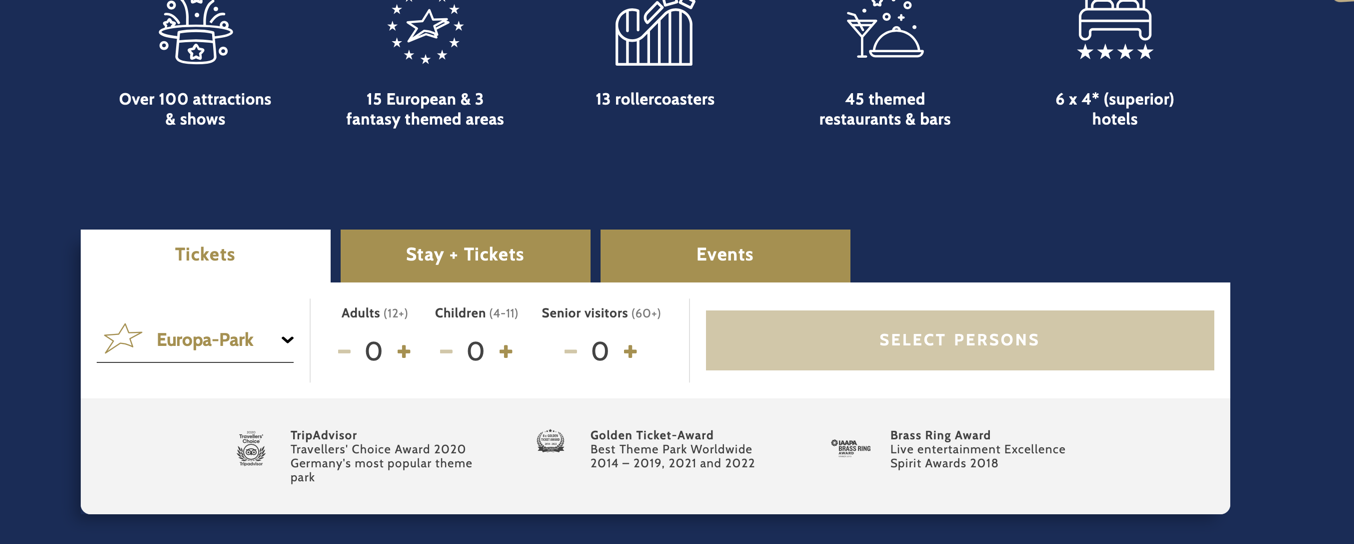 Over 100 attractions
& shows
15 European & 3
fantasy themed areas
13 rollercoasters
45 themed
restaurants & bars
6 x 4* (superior)
hotels
Tickets
Stay + Tickets
Events
Europa-Park
Adults (12+)
Children (4-11)
Senior visitors (60+)
− 0 +
− 0 +
− 0 +
SELECT PERSONS
2020
Travellers'
Choice
Tripadvisor
TripAdvisor
Travellers' Choice Award 2020
Germany's most popular theme
park
Golden Ticket-Award
Best Theme Park Worldwide
2014 – 2019, 2021 and 2022
IAAPA
BRASS RING
AWARD
Brass Ring Award
Live entertainment Excellence
Spirit Awards 2018